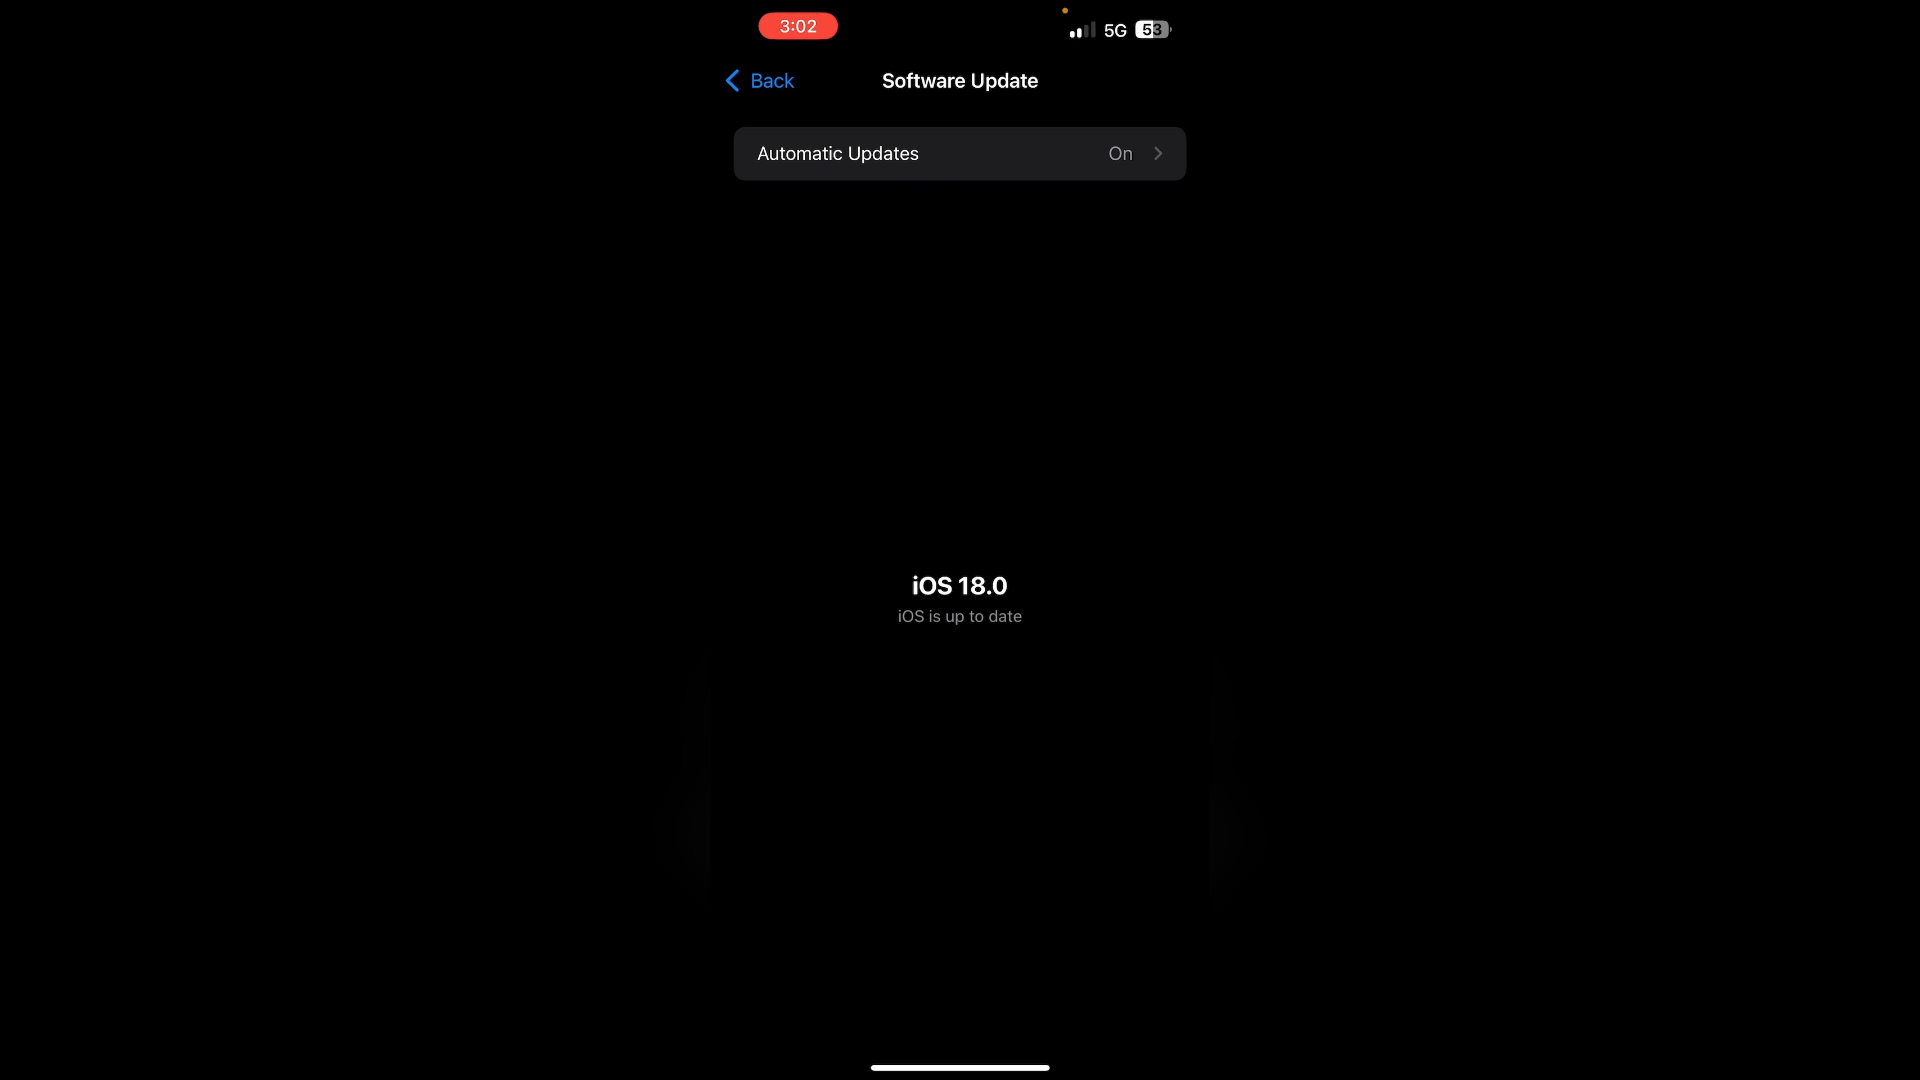 3:02
5G 53
Back
Software Update
Automatic Updates On
iOS 18.0
iOS is up to date